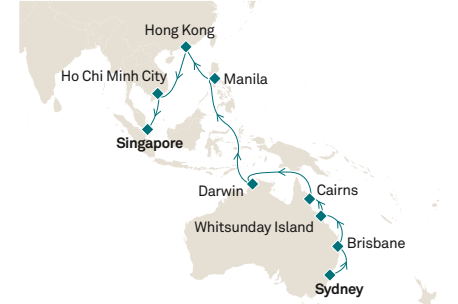 Hong Kong
Ho Chi Minh City
Manila
Singapore
Darwin
Cairns
Whitsunday Island
Brisbane
Sydney